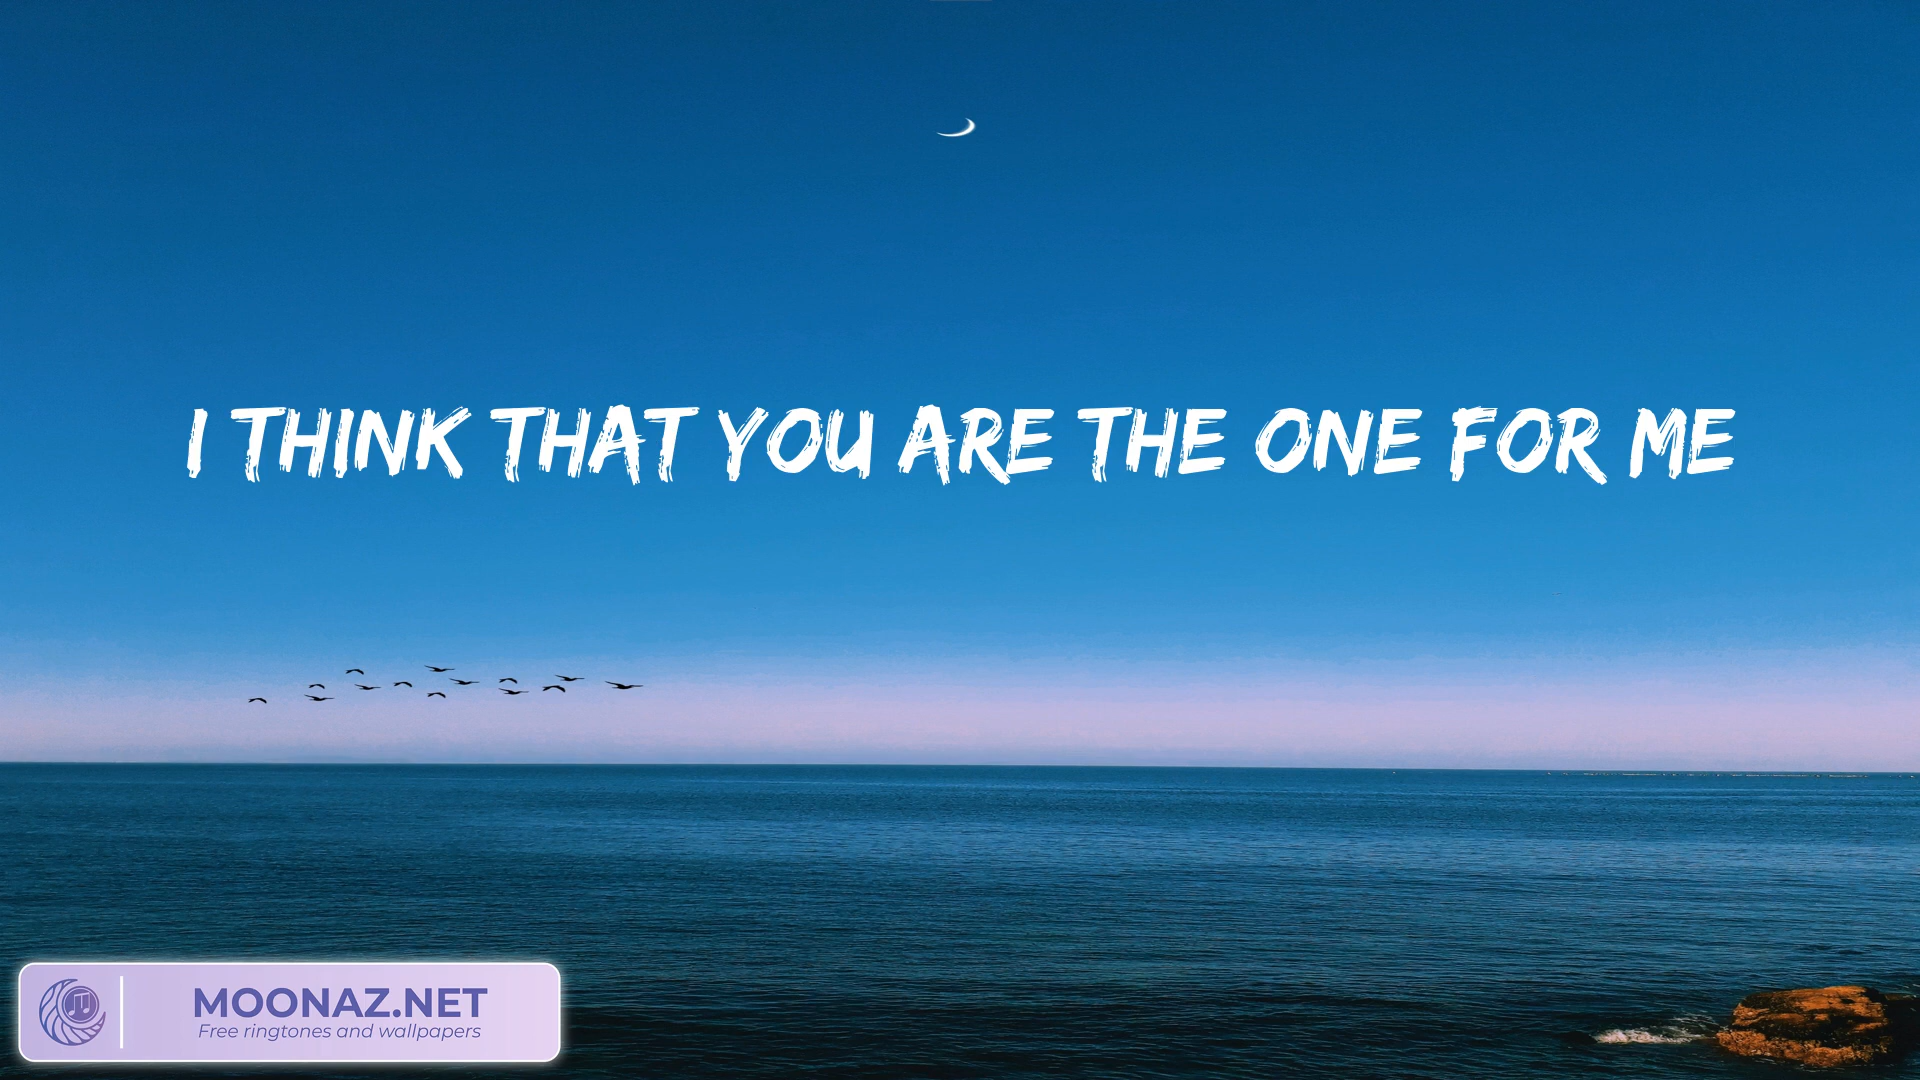 I THINK THAT YOU ARE THE ONE FOR ME
MOONAZ.NET
Free ringtones and wallpapers